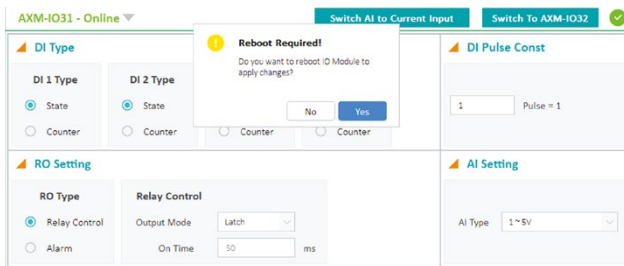 AXM-IO31 - Online
Switch AI to Current Input
Switch To AXM-IO32
DI Type
Reboot Required!
Do you want to reboot IO Module to
apply changes?
No
Yes
DI Pulse Const
DI 1 Type
DI 2 Type
State
State
1
Pulse = 1
Counter
Counter
Counter
Counter
RO Setting
AI Setting
RO Type
Relay Control
Relay Control
Output Mode
Latch
AI Type
1~5V
Alarm
On Time
50
ms